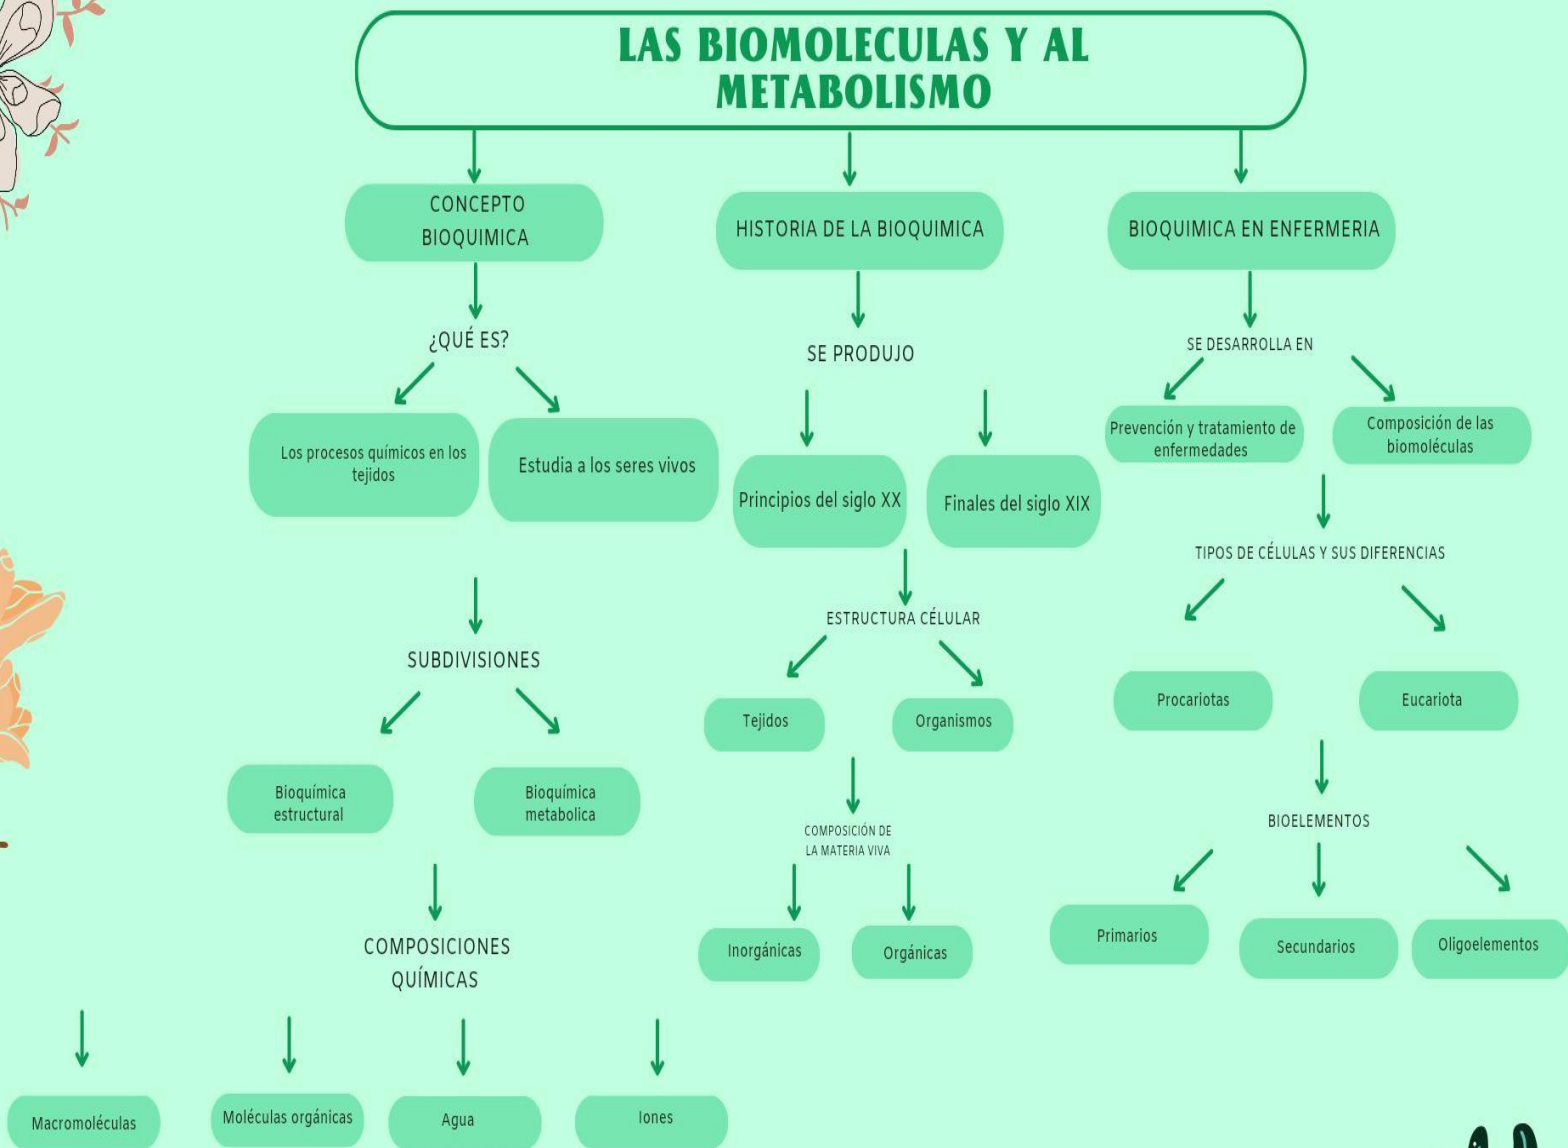 LAS BIOMOLECULAS Y AL
METABOLISMO
CONCEPTO
BIOQUIMICA
¿QUÉ ES?
Los procesos químicos en los
tejidos
Estudia a los seres vivos
SUBDIVISIONES
Bioquímica
estructural
Bioquímica
metabolica
COMPOSICIONES
QUÍMICAS
Macromoléculas
Moléculas orgánicas
Agua
Iones
HISTORIA DE LA BIOQUIMICA
SE PRODUJO
Principios del siglo XX
Finales del siglo XIX
ESTRUCTURA CÉLULAR
Tejidos
Organismos
COMPOSICIÓN DE
LA MATERIA VIVA
Inorgánicas
Orgánicas
BIOQUIMICA EN ENFERMERIA
SE DESARROLLA EN
Prevención y tratamiento de
enfermedades
Composición de las
biomoléculas
TIPOS DE CÉLULAS Y SUS DIFERENCIAS
Procariotas
Eucariota
BIOELEMENTOS
Primarios
Secundarios
Oligoelementos